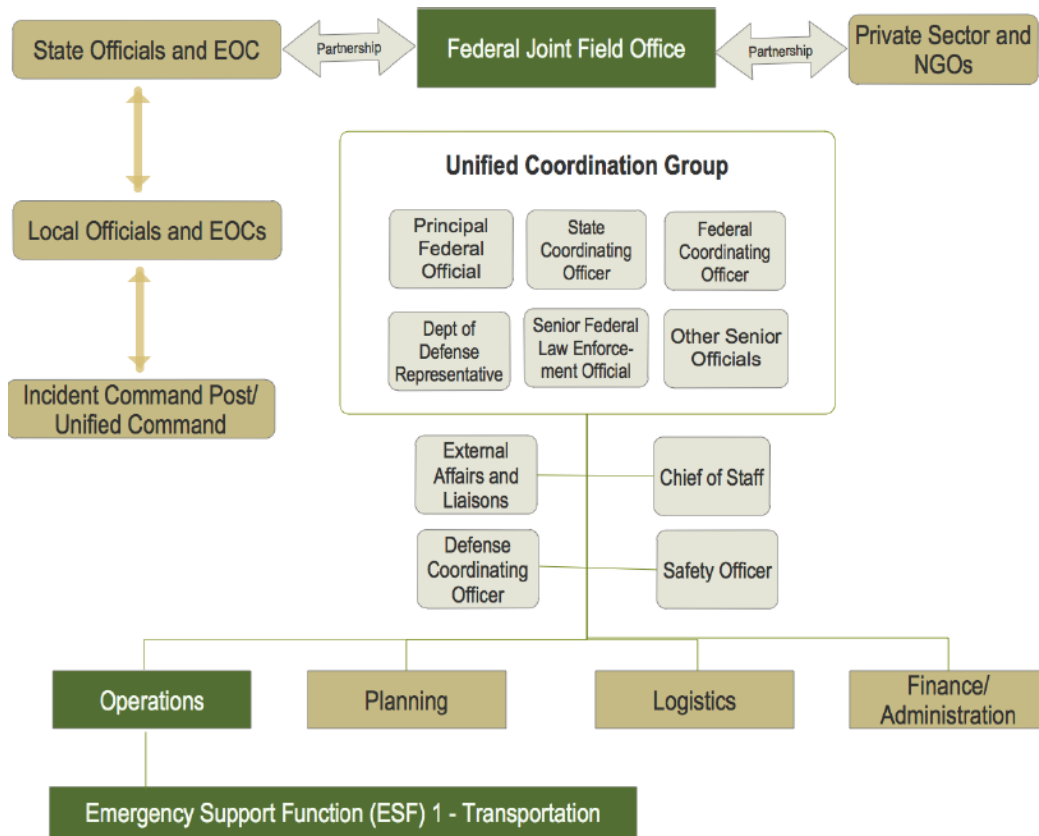 State Officials and EOC
Partnership
Federal Joint Field Office
Partnership
Private Sector and
NGOs
Unified Coordination Group
Local Officials and EOCs
Principal
Federal
Official
State
Coordinating
Officer
Federal
Coordinating
Officer
Dept of
Defense
Representative
Senior Federal
Law Enforce-
ment Official
Other Senior
Officials
Incident Command Post/
Unified Command
External
Affairs and
Liaisons
Chief of Staff
Defense
Coordinating
Officer
Safety Officer
Operations
Planning
Logistics
Finance/
Administration
Emergency Support Function (ESF) 1 - Transportation